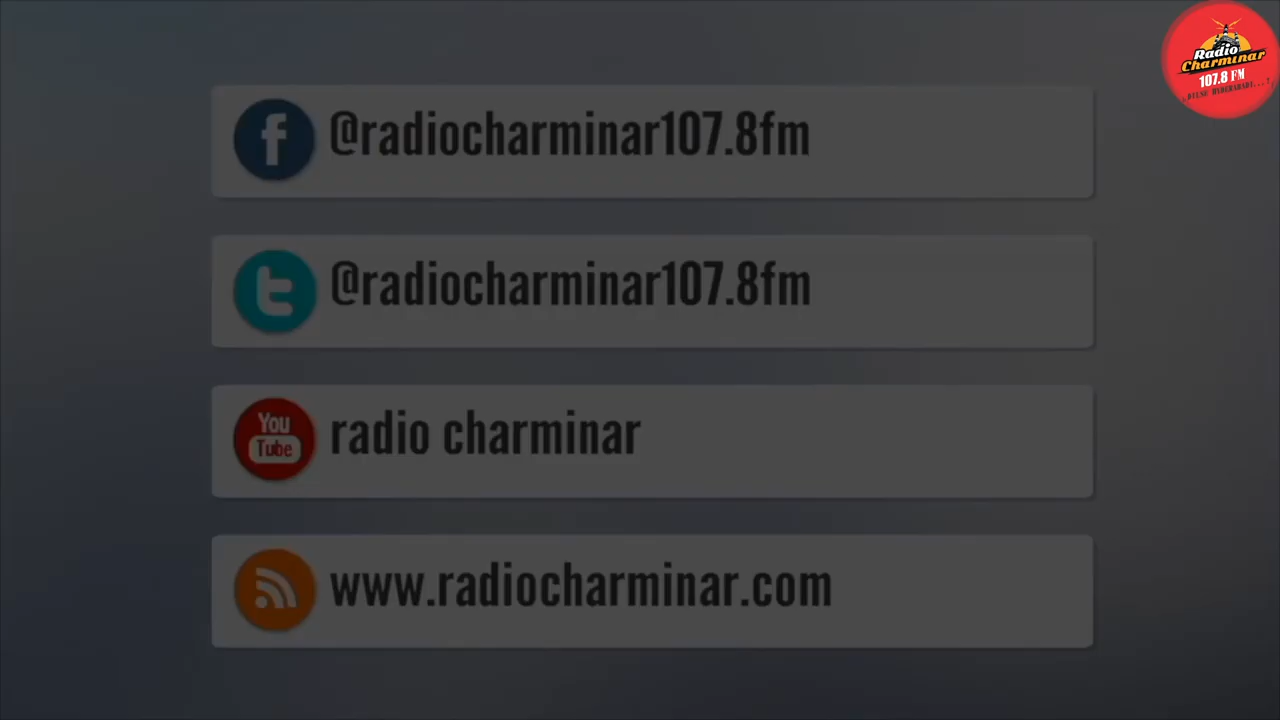 Radio
Charminar
107.8 FM
@radiocharminar107.8fm
@radiocharminar107.8fm
You
Tube
radio charminar
www.radiocharminar.com